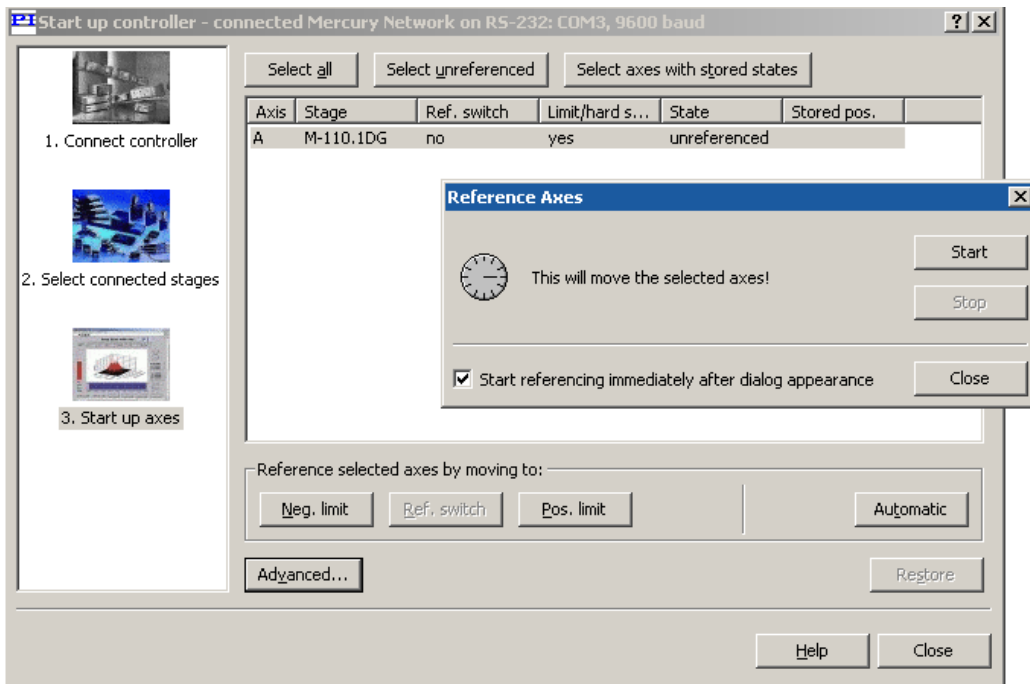 PI Start up controller - connected Mercury Network on RS-232: COM3, 9600 baud
1. Connect controller
2. Select connected stages
3. Start up axes
Select all Select unreferenced Select axes with stored states
Axis Stage Ref. switch Limit/hard s... State Stored pos.
A M-110.1DG no yes unreferenced
Reference Axes
This will move the selected axes!
Start
Stop
Start referencing immediately after dialog appearance
Close
Reference selected axes by moving to:
Neg. limit Ref. switch Pos. limit Automatic
Advanced... Restore
Help Close